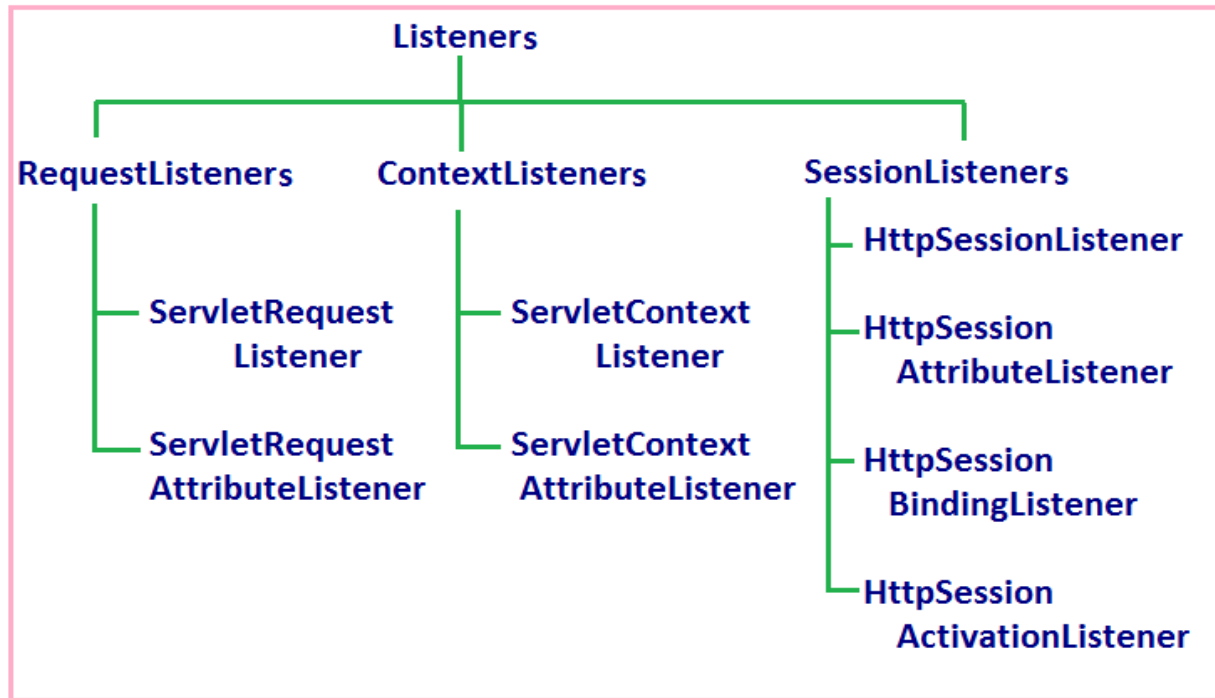 Listeners
RequestListeners
ContextListeners
SessionListeners
ServletRequest
Listener
ServletRequest
AttributeListener
ServletContext
Listener
ServletContext
AttributeListener
HttpSessionListener
HttpSession
AttributeListener
HttpSession
BindingListener
HttpSession
ActivationListener